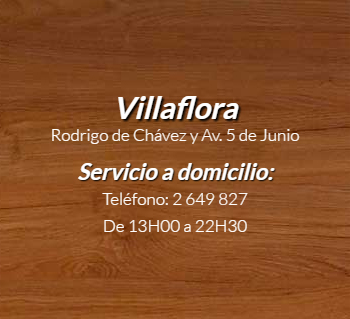 Villaflora
Rodrigo de Chávez y Av. 5 de Junio
Servicio a domicilio:
Teléfono: 2 649 827
De 13H00 a 22H30